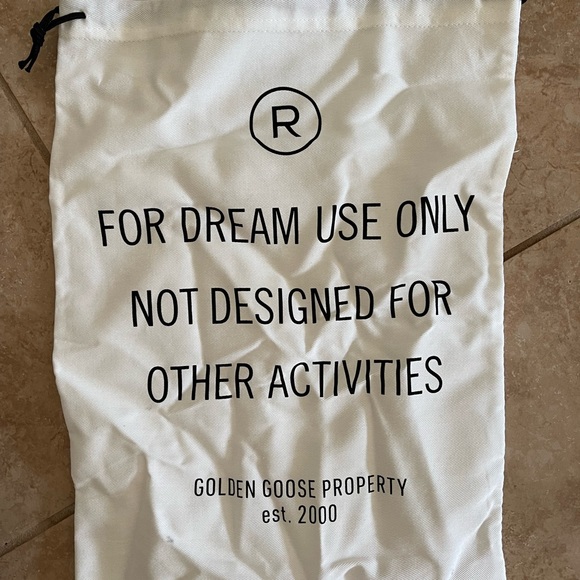 R
FOR DREAM USE ONLY
NOT DESIGNED FOR
OTHER ACTIVITIES
GOLDEN GOOSE PROPERTY
est. 2000